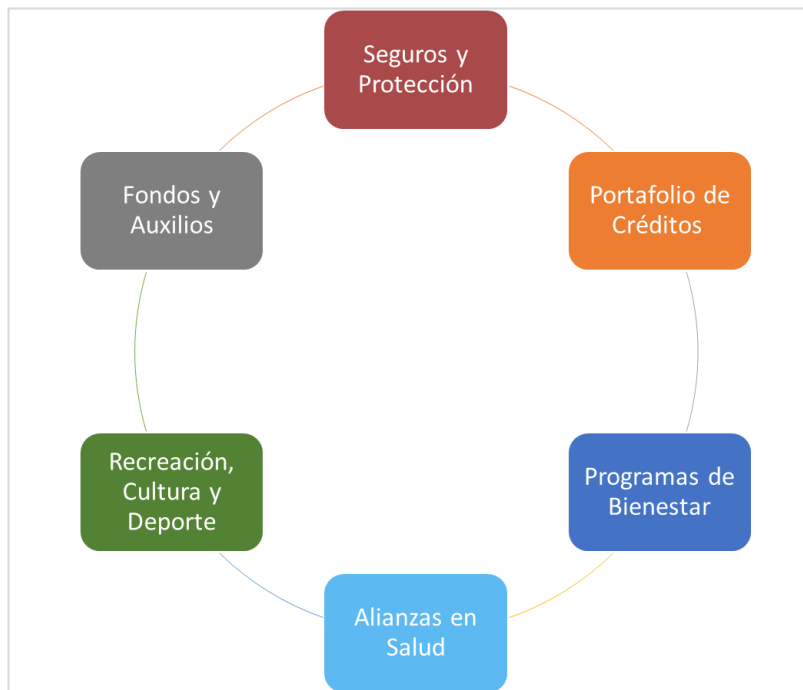 Seguros y
Protección
Portafolio de
Créditos
Programas de
Bienestar
Alianzas en
Salud
Recreación,
Cultura y
Deporte
Fondos y
Auxilios